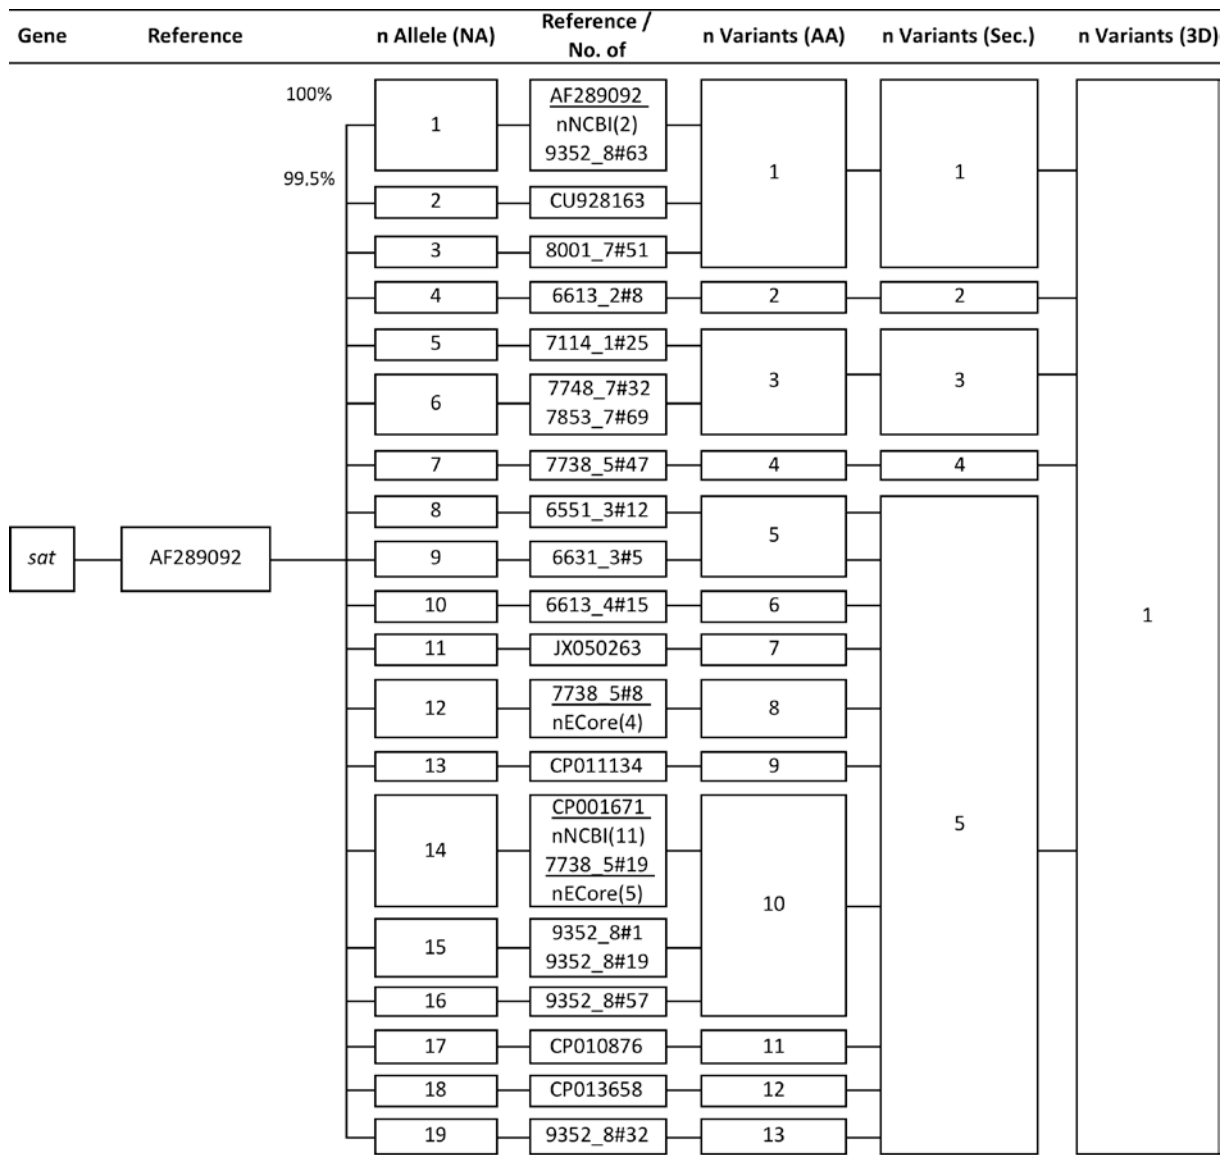 Gene Reference n Allele (NA) Reference / No. of n Variants (AA) n Variants (Sec.) n Variants (3D)
100%
1 AF289092 1 1
nNCBI(2)
9352_8#63
99.5%
2 CU928163
3 8001_7#51
4 6613_2#8 2 2
5 7114_1#25
6 7748_7#32 3 3
7853_7#69
7 7738_5#47 4 4
8 6551_3#12
5
sat AF289092 9 6631_3#5
10 6613_4#15 6
1
11 JX050263 7
12 7738_5#8 8
nECore(4)
13 CP011134 9
14 CP001671 5
nNCBI(11)
7738_5#19
nECore(5)
10
15 9352_8#1
9352_8#19
16 9352_8#57
17 CP010876 11
18 CP013658 12
19 9352_8#32 13